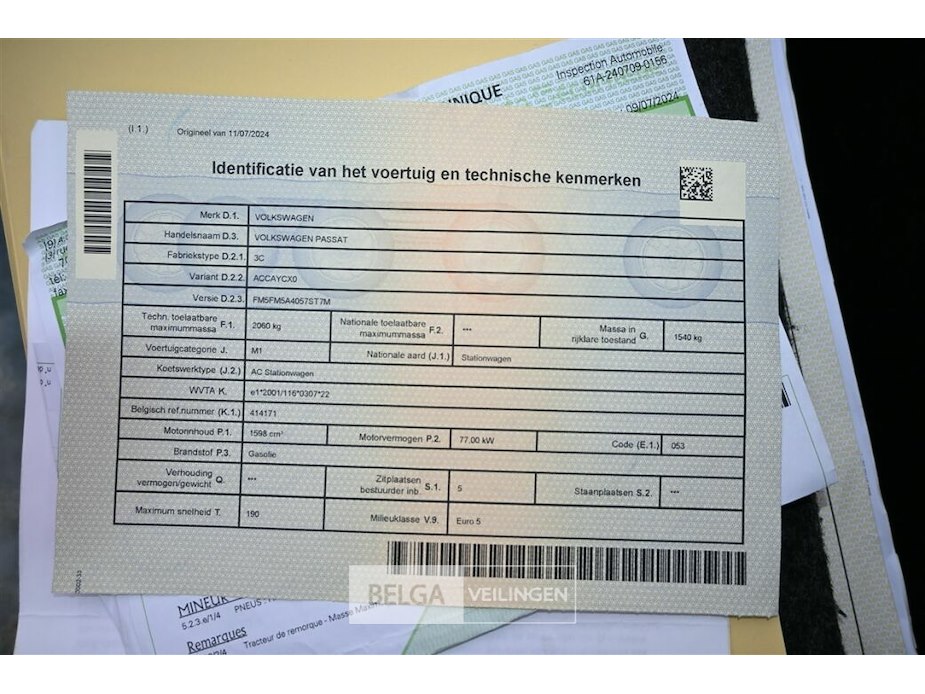 NIQUE
Inspection Automobile
61A-240709-0166
09/07/2024
(I 1.) Origineel van 11/07/2024
Identificatie van het voertuig en technische kenmerken
Merk D.1. VOLKSWAGEN
Handelsnaam D.3. VOLKSWAGEN PASSAT
Fabriekstype D.2.1. 3C
Variant D.2.2. ACCAYCX0
Versie D.2.3. FM5FM5A4057ST7M
Techn. toelaatbare maximummassa F.1. 2060 kg Nationale toelaatbare maximummassa F.2. --- Massa in rijklare toestand G. 1540 kg
Voertuigcategorie J. M1 Nationale aard (J.1.) Stationwagen
Koetswerktype (J.2.) AC Stationwagen
WVTA K. e1*2001/116*0307*22
Belgisch ref.nummer (K.1.) 414171
Motorinhoud P.1. 1598 cm³ Motorvermogen P.2. 77.00 kW Code (E.1.) 053
Brandstof P.3. Gasolie
Verhouding vermogen/gewicht Q. --- Zitplaatsen bestuurder inb. S.1. 5 Staanplaatsen S.2. ---
Maximum snelheid T. 190 Milieuklasse V.9. Euro 5
BELGA VEILINGEN
MINEUR
5.2.3.e/1/4 PNEUS
Remarques
Tracteur de remorque - Masse